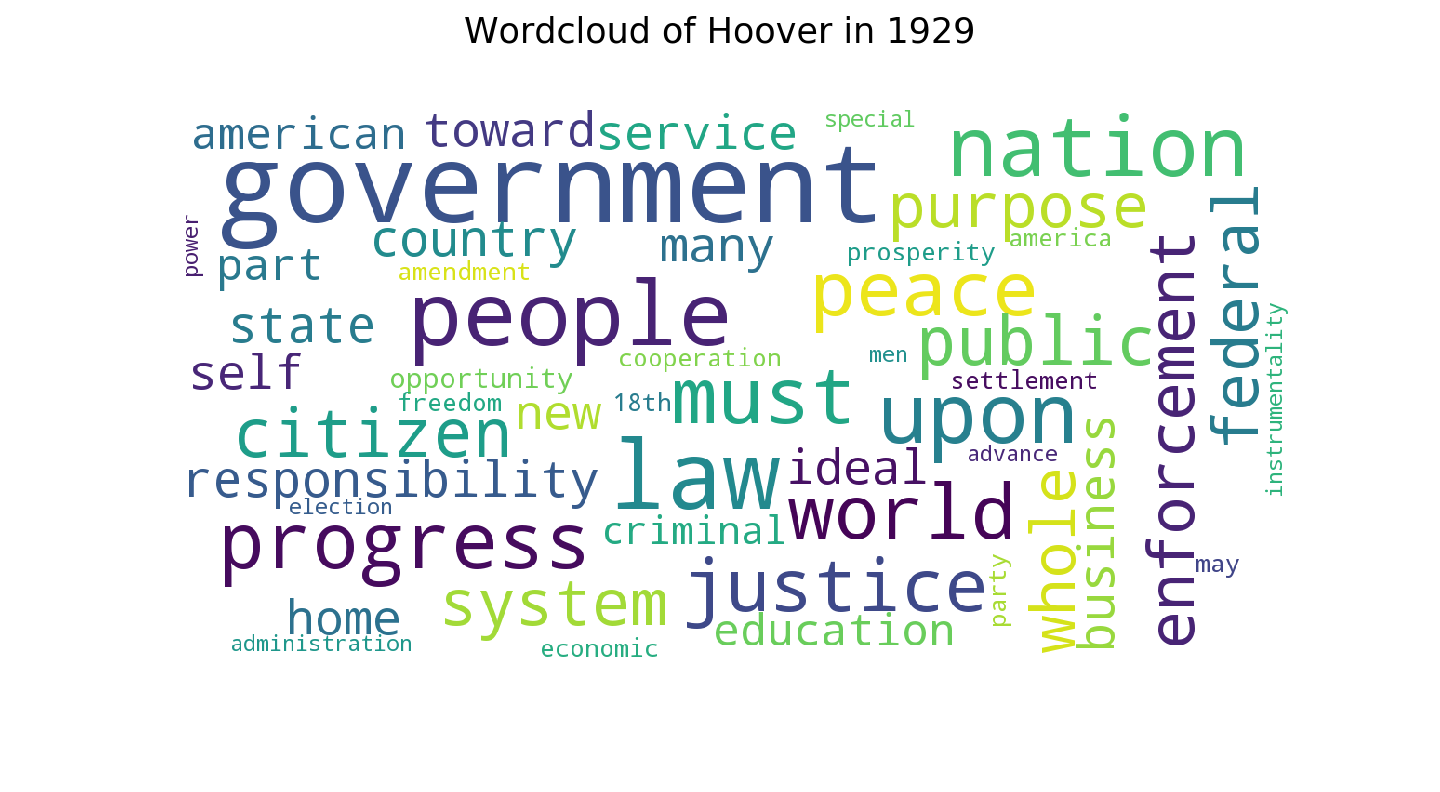 Wordcloud of Hoover in 1929
american toward service special nation
government
purpose
power part country many prosperity america
amendment
people peace federal
state public enforcement
self cooperation men instrumentality
opportunity must settlement
freedom new 18th upon
citizen business
responsibility law ideal advance
election whole
progress criminal world
may
system justice party
home education
administration economic